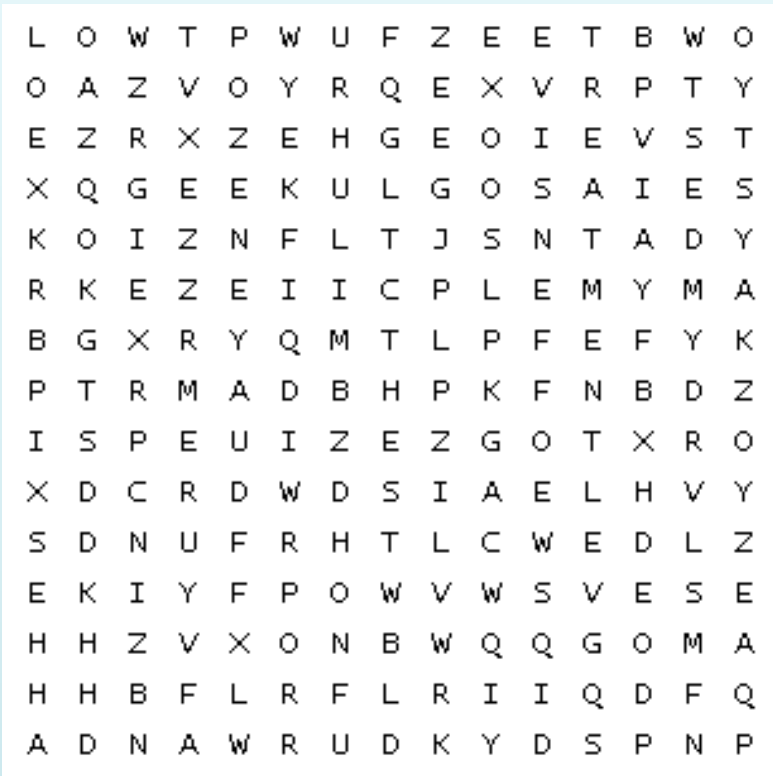 L O W T P W U F Z E E T B W O
O A Z V O Y R Q E X V R P T Y
E Z R X Z E H G E O I E V S T
X Q G E E K U L G O S A I E S
K O I Z N F L T J S N T A D Y
R K E Z E I I C P L E M Y M A
B G X R Y Q M T L P F E F Y K
P T R M A D B H P K F N B D Z
I S P E U I Z E Z G O T X R O
X D C R D W D S I A E L H V Y
S D N U F R H T L C W E D L Z
E K I Y F P O W V W S V E S E
H H Z V X O N B W Q Q G O M A
H H B F L R F L R I I Q D F Q
A D N A W R U D K Y D S P N P